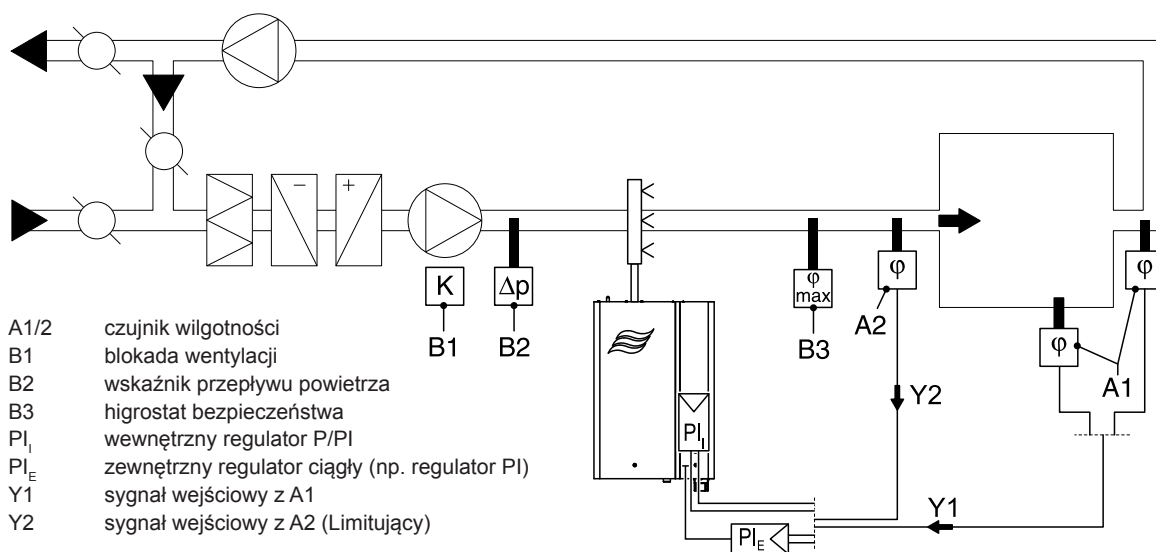 −
+
K
Δp
φ
max
φ
φ
φ
B1
B2
B3
A2
A1
Y2
Y1
PI_I
PI_E
A1/2 czujnik wilgotności
B1 blokada wentylacji
B2 wskaźnik przepływu powietrza
B3 higrostat bezpieczeństwa
PI_I wewnętrzny regulator P/PI
PI_E zewnętrzny regulator ciągły (np. regulator PI)
Y1 sygnał wejściowy z A1
Y2 sygnał wejściowy z A2 (Limitujący)